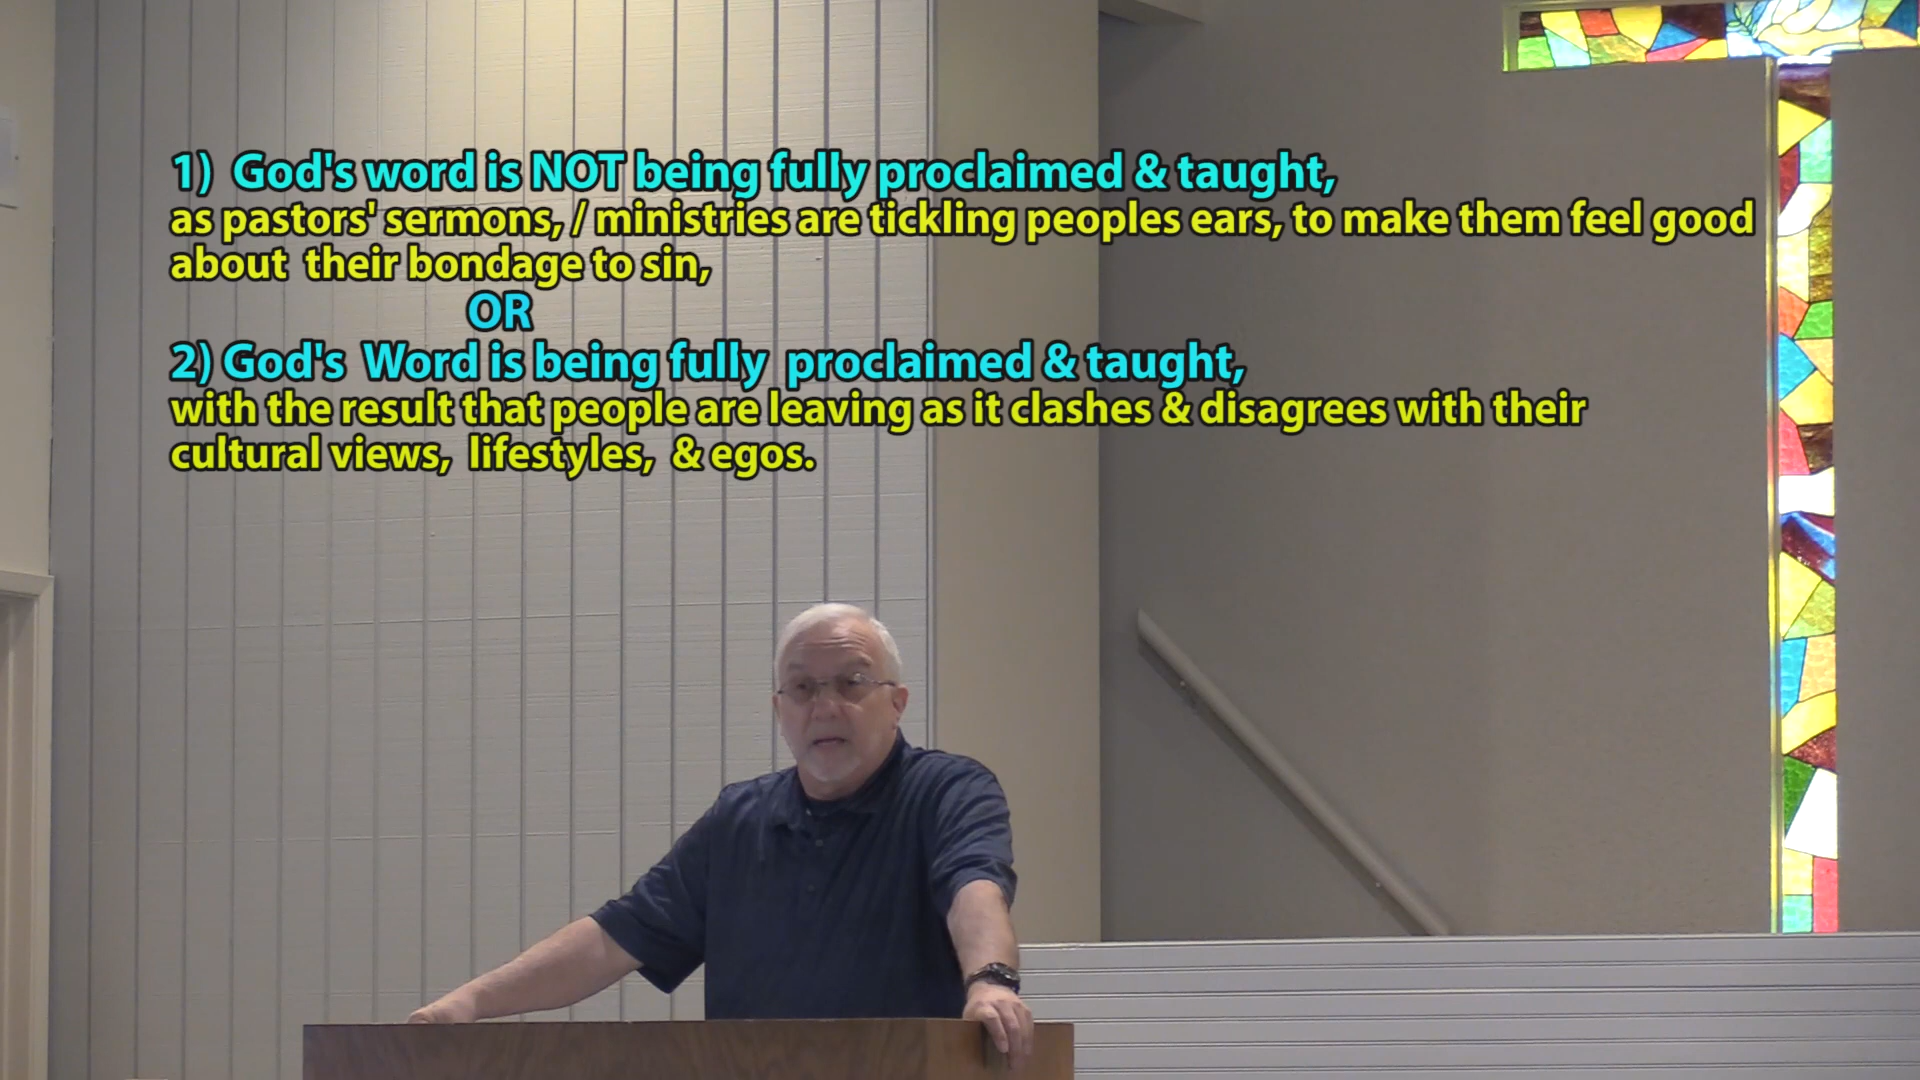 1) God's word is NOT being fully proclaimed & taught,
as pastors' sermons, / ministries are tickling peoples ears, to make them feel good
about their bondage to sin,
OR
2) God's Word is being fully proclaimed & taught,
with the result that people are leaving as it clashes & disagrees with their
cultural views, lifestyles, & egos.